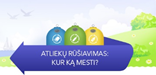 ATLIEKŲ RŪŠIAVIMAS:
KUR KĄ MESTI?